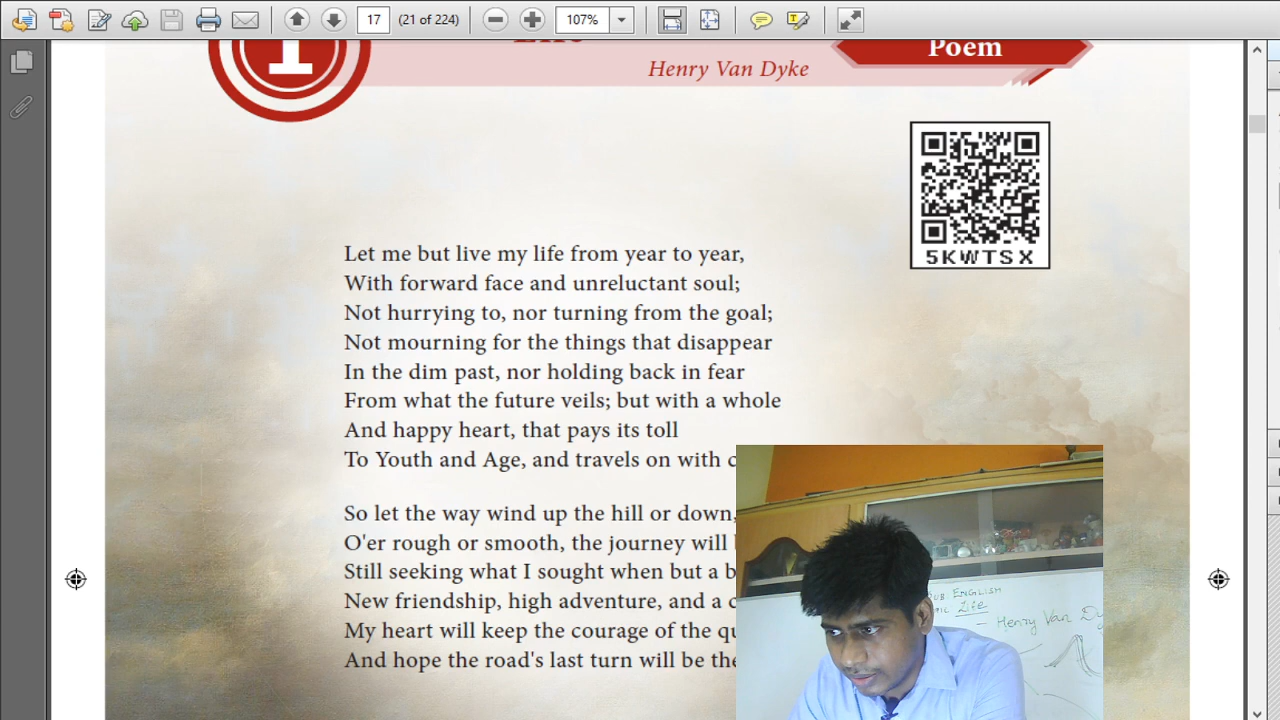 17 (21 of 224) 107%
1
Poem
Henry Van Dyke
5KWTSX
Let me but live my life from year to year,
With forward face and unreluctant soul;
Not hurrying to, nor turning from the goal;
Not mourning for the things that disappear
In the dim past, nor holding back in fear
From what the future veils; but with a whole
And happy heart, that pays its toll
To Youth and Age, and travels on with c
So let the way wind up the hill or down,
O'er rough or smooth, the journey will
Still seeking what I sought when but a b
New friendship, high adventure, and a c
My heart will keep the courage of the qu
And hope the road's last turn will be the
ENGLISH
Life
Henry Van